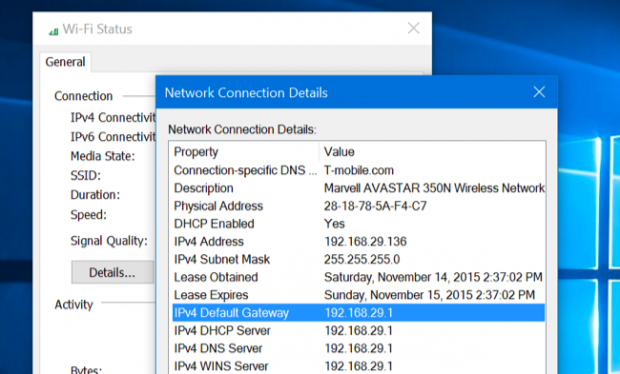 Wi-Fi Status
General
Connection
IPv4 Connectivit
IPv6 Connectivit
Media State:
SSID:
Duration:
Speed:
Signal Quality:
Details...
Activity
Bytes:
Network Connection Details
Network Connection Details:
Property Value
Connection-specific DNS ... T-mobile.com
Description Marvell AVASTAR 350N Wireless Network
Physical Address 28-18-78-5A-F4-C7
DHCP Enabled Yes
IPv4 Address 192.168.29.136
IPv4 Subnet Mask 255.255.255.0
Lease Obtained Saturday, November 14, 2015 2:37:02 PM
Lease Expires Sunday, November 15, 2015 2:37:02 PM
IPv4 Default Gateway 192.168.29.1
IPv4 DHCP Server 192.168.29.1
IPv4 DNS Server 192.168.29.1
IPv4 WINS Server 192.168.29.1